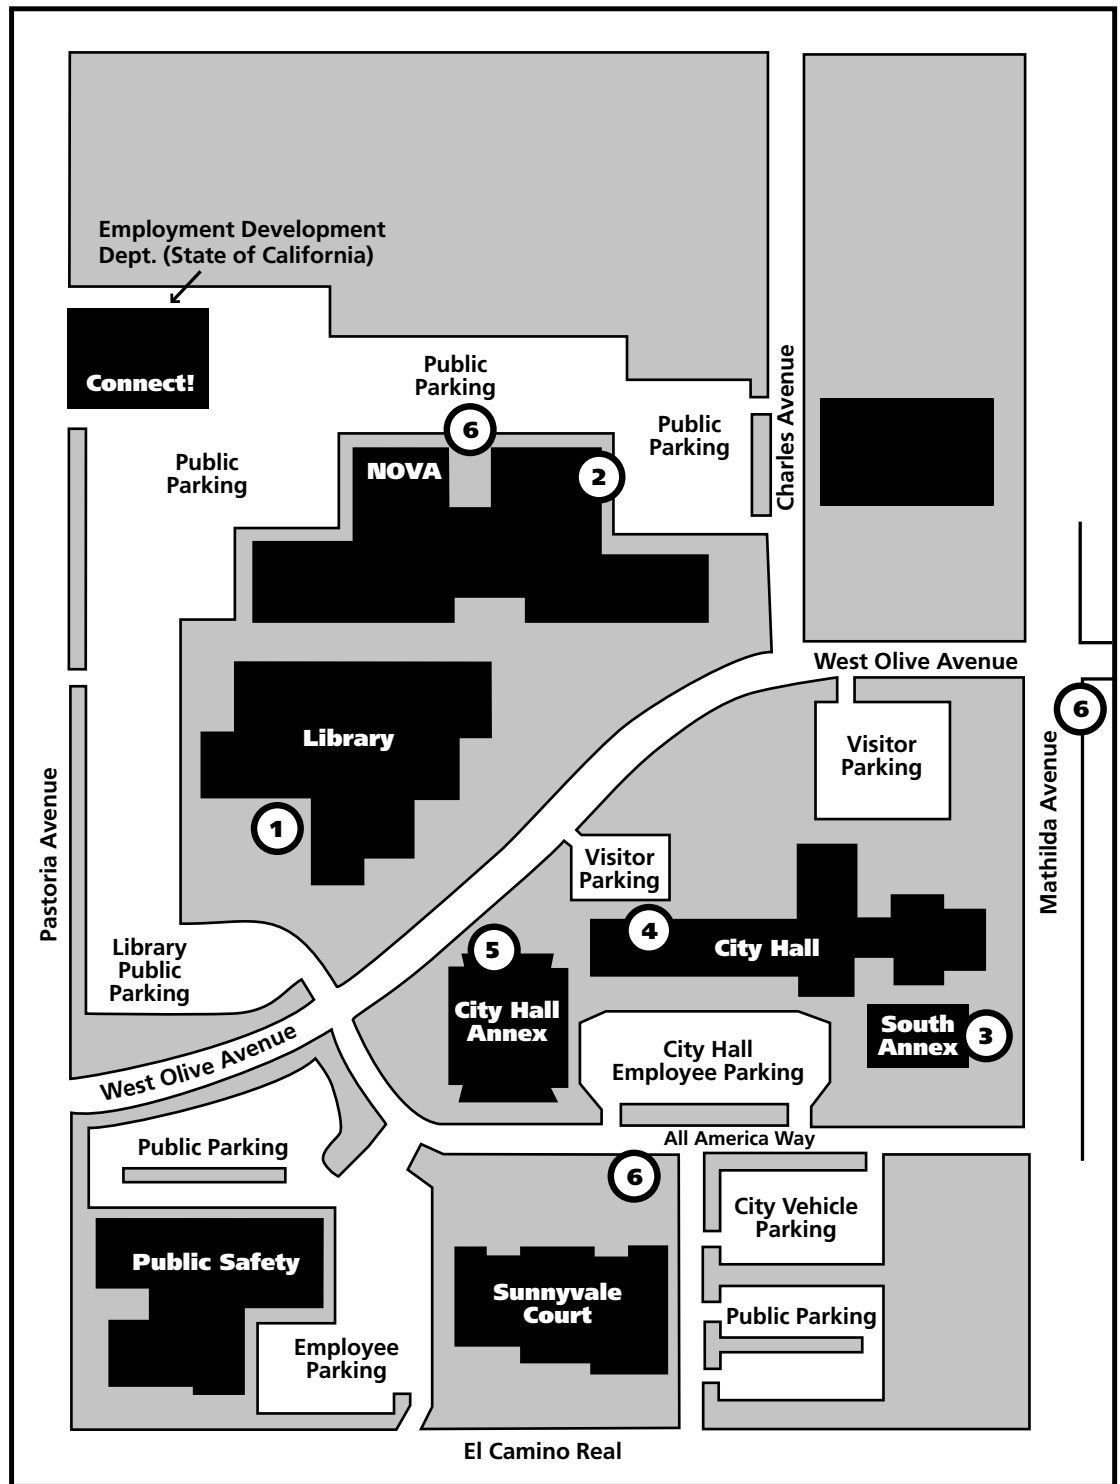 Employment Development
Dept. (State of California)
Connect!
Public
Parking
6
Public
Parking
Charles Avenue
Public
Parking
NOVA
2
West Olive Avenue
6
Library
Visitor
Parking
Mathilda Avenue
Pastoria Avenue
1
Visitor
Parking
4
City Hall
5
Library
Public
Parking
City Hall
Annex
South
Annex
3
City Hall
Employee Parking
West Olive Avenue
All America Way
Public Parking
6
City Vehicle
Parking
Public Safety
Sunnyvale
Court
Public Parking
Employee
Parking
El Camino Real